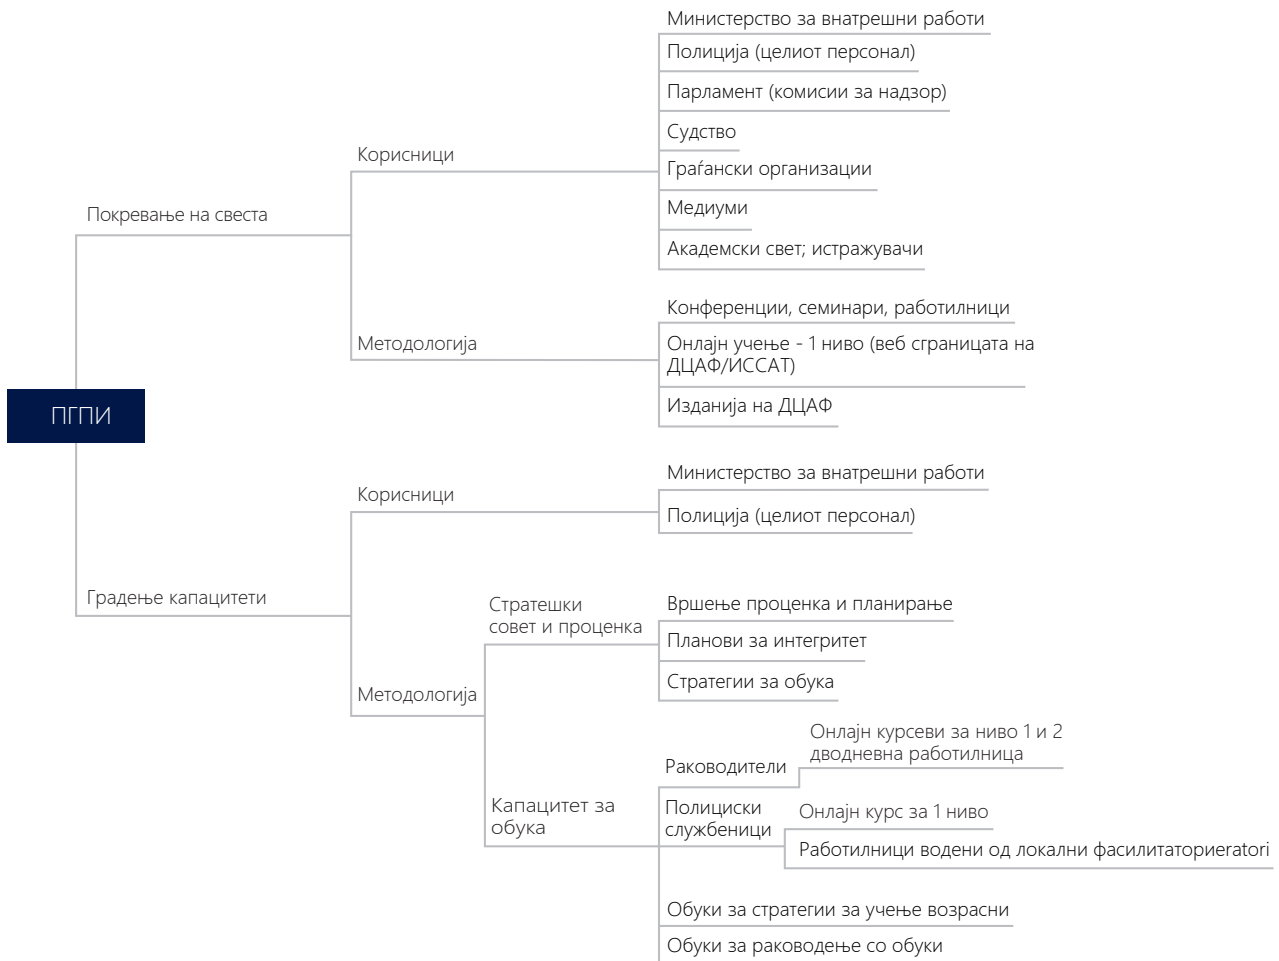 ПГПИ
Покревање на свеста
Корисници
Министерство за внатрешни работи
Полиција (целиот персонал)
Парламент (комисии за надзор)
Судство
Граѓански организации
Медиуми
Академски свет; истражувачи
Методологија
Конференции, семинари, работилници
Онлајн учење - 1 ниво (веб сграницата на
ДЦАФ/ИССАТ)
Изданија на ДЦАФ
Градење капацитети
Корисници
Министерство за внатрешни работи
Полиција (целиот персонал)
Методологија
Стратешки
совет и проценка
Вршење проценка и планирање
Планови за интегритет
Стратегии за обука
Капацитет за
обука
Раководители
Онлајн курсеви за ниво 1 и 2
дводневна работилница
Полициски
службеници
Онлајн курс за 1 ниво
Работилници водени од локални фасилитаториeratori
Обуки за стратегии за учење возрасни
Обуки за раководење со обуки